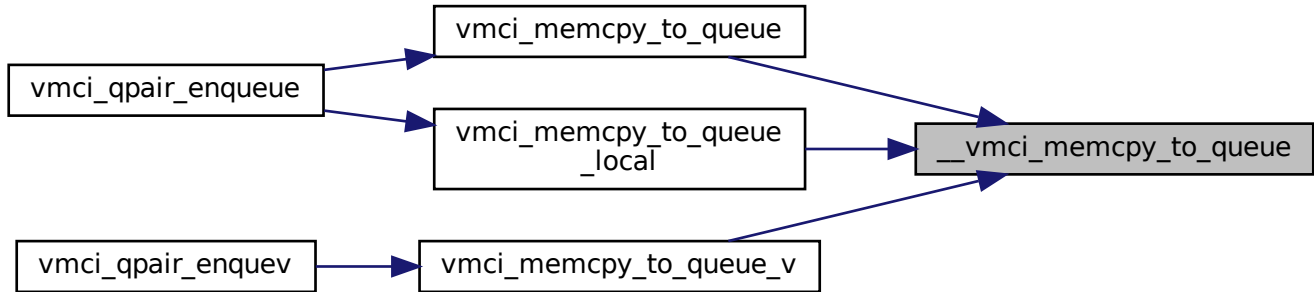 vmci_memcpy_to_queue
vmci_qpair_enqueue
vmci_memcpy_to_queue
_local
__vmci_memcpy_to_queue
vmci_qpair_enquev
vmci_memcpy_to_queue_v